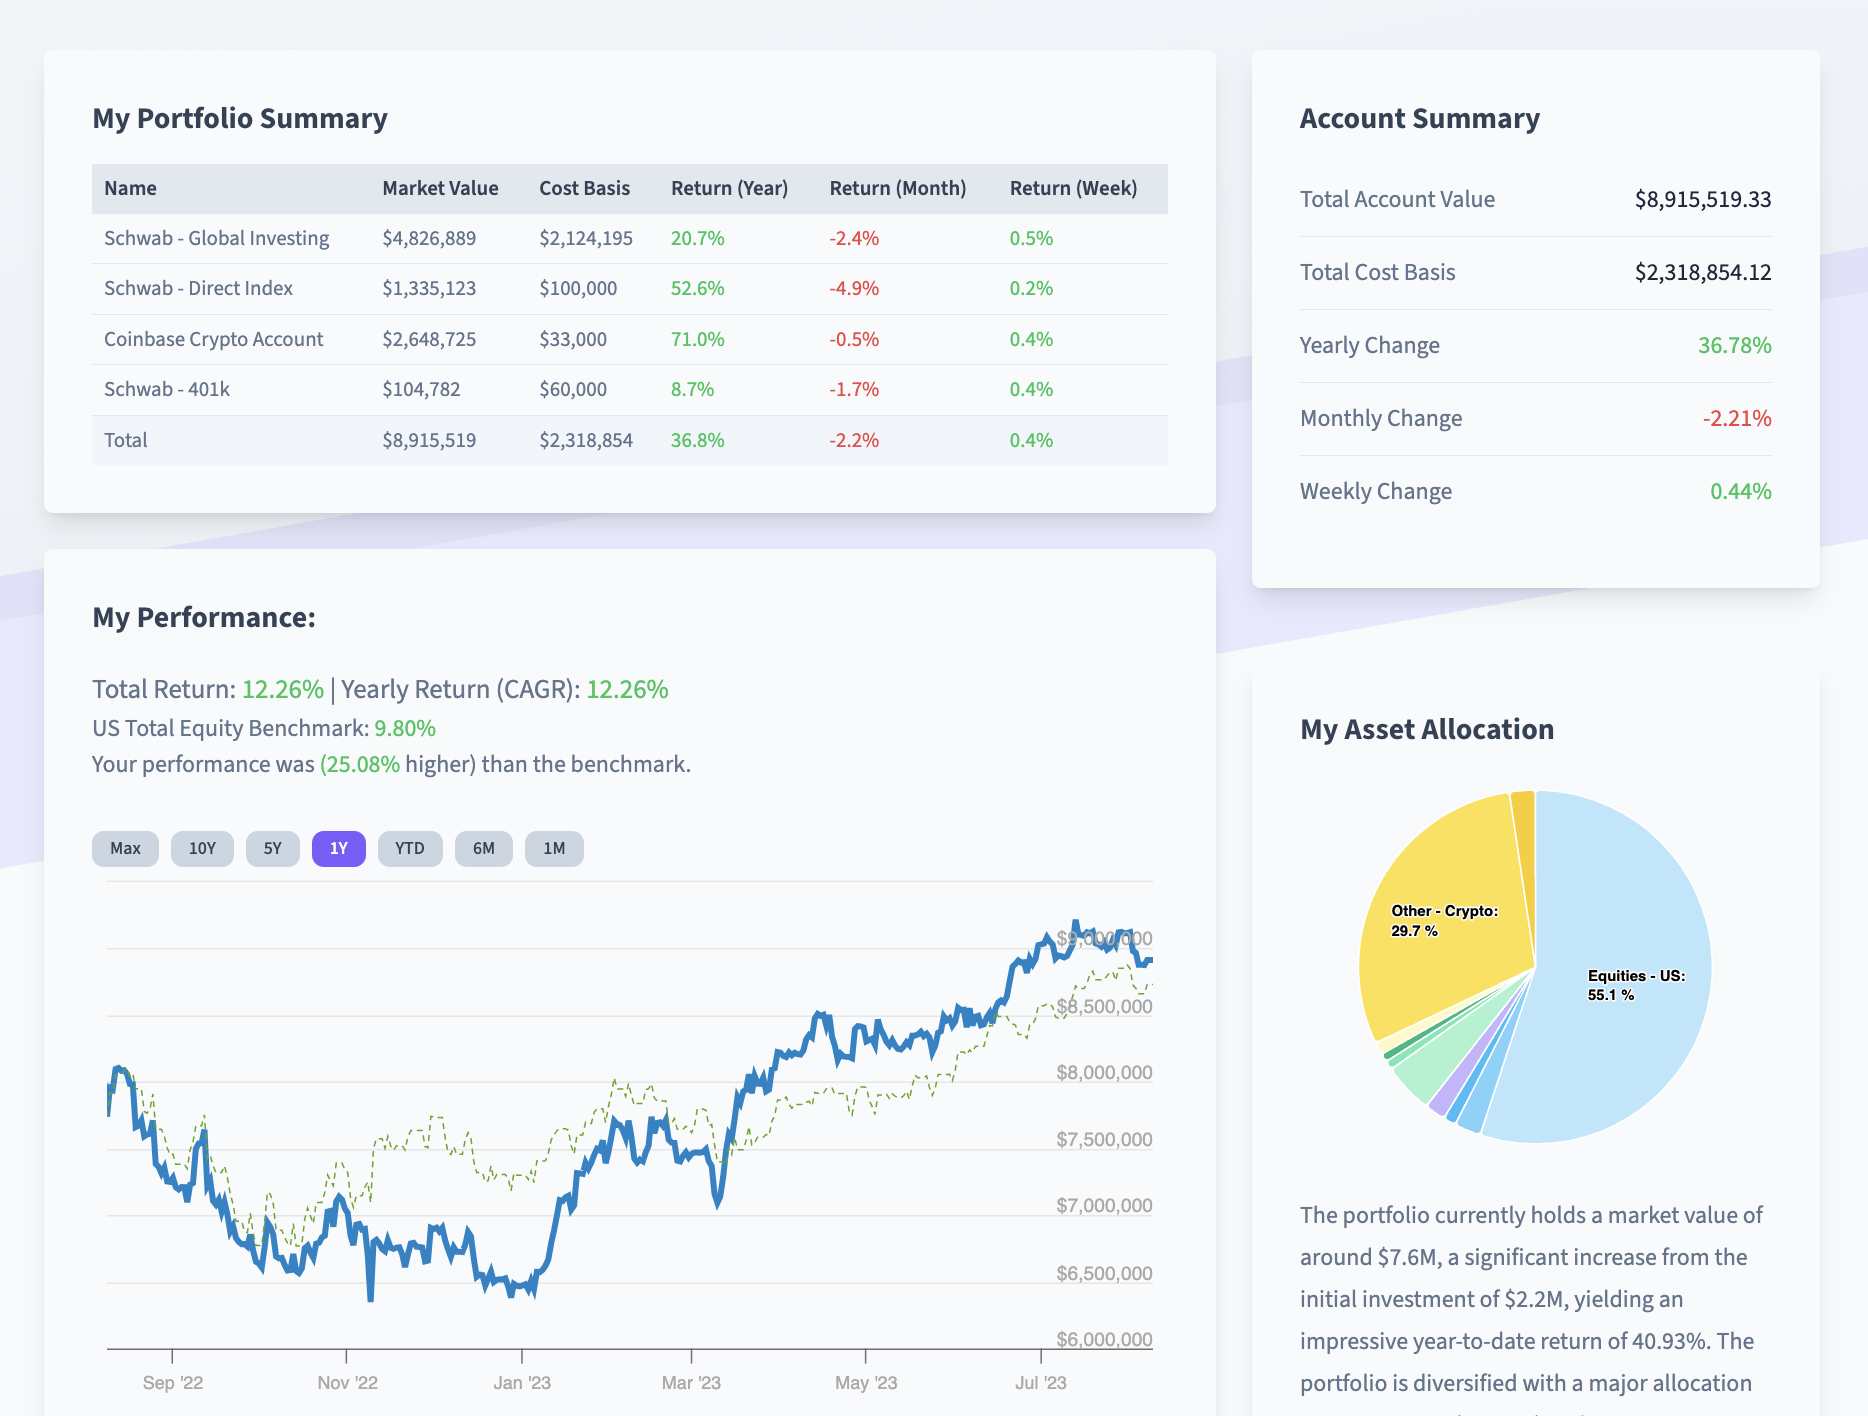 My Portfolio Summary
Name Market Value Cost Basis Return (Year) Return (Month) Return (Week)
Schwab - Global Investing $4,826,889 $2,124,195 20.7% -2.4% 0.5%
Schwab - Direct Index $1,335,123 $100,000 52.6% -4.9% 0.2%
Coinbase Crypto Account $2,648,725 $33,000 71.0% -0.5% 0.4%
Schwab - 401k $104,782 $60,000 8.7% -1.7% 0.4%
Total $8,915,519 $2,318,854 36.8% -2.2% 0.4%
Account Summary
Total Account Value $8,915,519.33
Total Cost Basis $2,318,854.12
Yearly Change 36.78%
Monthly Change -2.21%
Weekly Change 0.44%
My Performance:
Total Return: 12.26% | Yearly Return (CAGR): 12.26%
US Total Equity Benchmark: 9.80%
Your performance was (25.08% higher) than the benchmark.
Max 10Y 5Y 1Y YTD 6M 1M
$9,000,000
$8,500,000
$8,000,000
$7,500,000
$7,000,000
$6,500,000
$6,000,000
Sep '22 Nov '22 Jan '23 Mar '23 May '23 Jul '23
My Asset Allocation
Other - Crypto:
29.7 %
Equities - US:
55.1 %
The portfolio currently holds a market value of
around $7.6M, a significant increase from the
initial investment of $2.2M, yielding an
impressive year-to-date return of 40.93%. The
portfolio is diversified with a major allocation